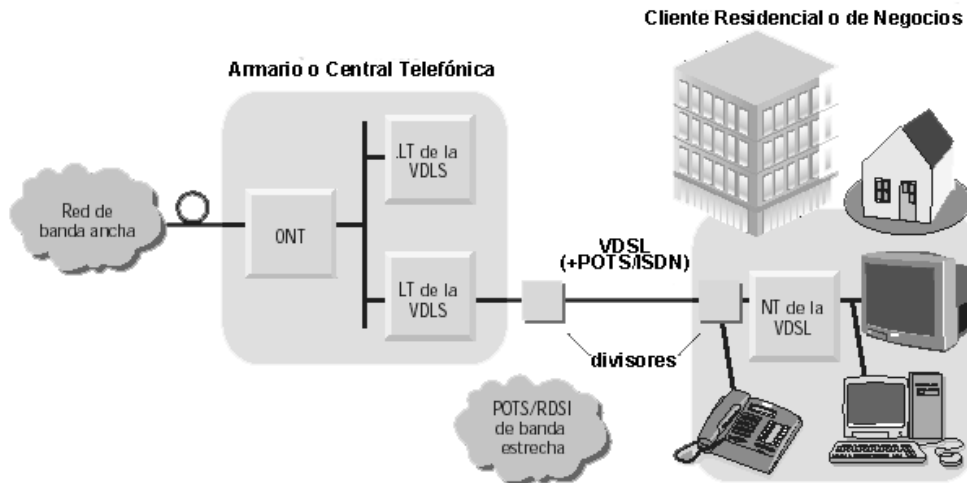 Cliente Residencial o de Negocios
Armario o Central Telefónica
LT de la
VDLS
Red de
banda ancha
ONT
LT de la
VDLS
VDSL
(+POTS/ISDN)
NT de la
VDSL
divisores
POTS/RDSI
de banda
estrecha